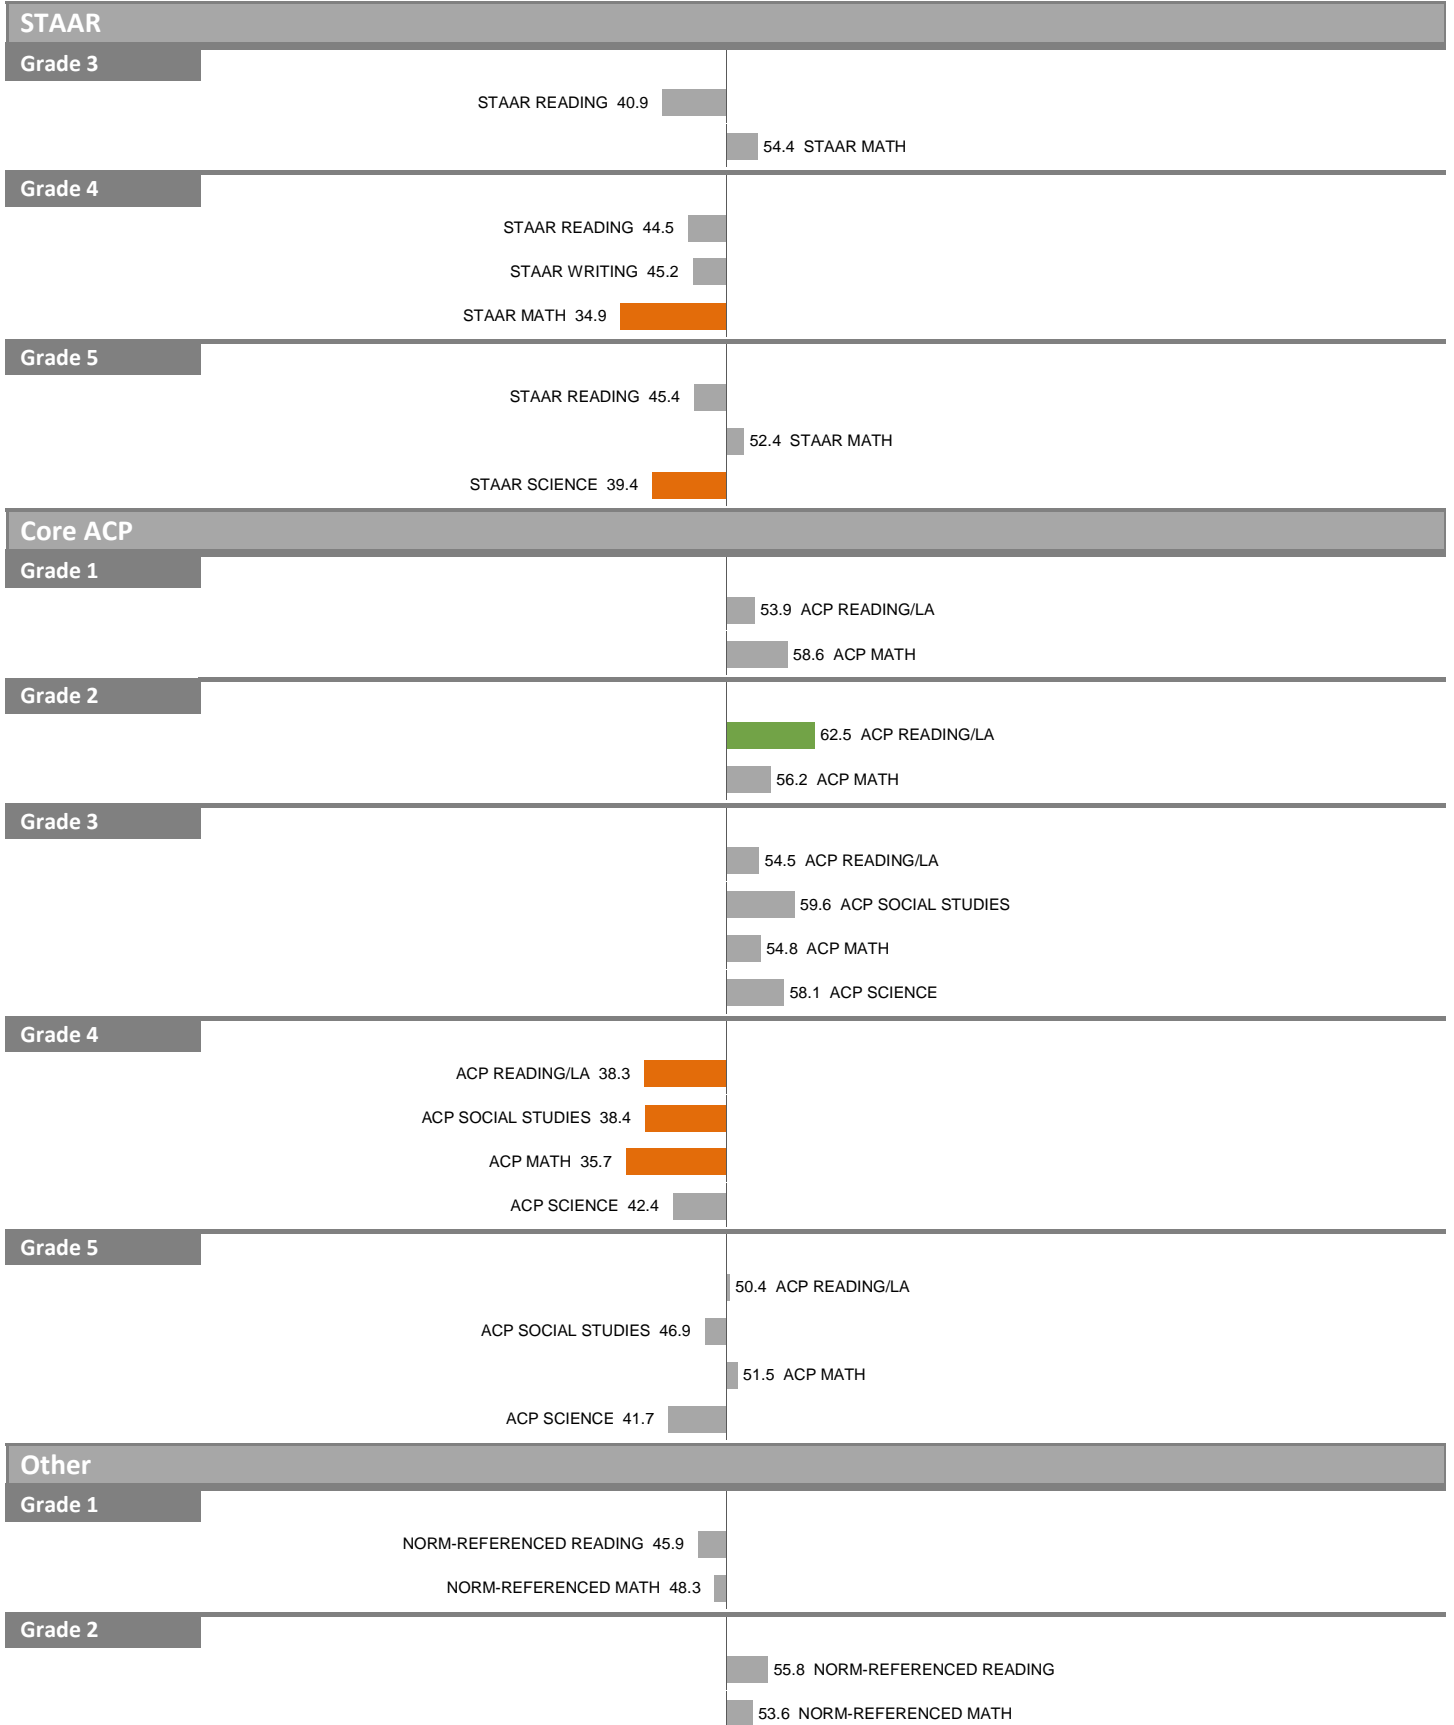 STAAR
Grade 3
STAAR READING 40.9
54.4 STAAR MATH
Grade 4
STAAR READING 44.5
STAAR WRITING 45.2
STAAR MATH 34.9
Grade 5
STAAR READING 45.4
52.4 STAAR MATH
STAAR SCIENCE 39.4
Core ACP
Grade 1
53.9 ACP READING/LA
58.6 ACP MATH
Grade 2
62.5 ACP READING/LA
56.2 ACP MATH
Grade 3
54.5 ACP READING/LA
59.6 ACP SOCIAL STUDIES
54.8 ACP MATH
58.1 ACP SCIENCE
Grade 4
ACP READING/LA 38.3
ACP SOCIAL STUDIES 38.4
ACP MATH 35.7
ACP SCIENCE 42.4
Grade 5
50.4 ACP READING/LA
ACP SOCIAL STUDIES 46.9
51.5 ACP MATH
ACP SCIENCE 41.7
Other
Grade 1
NORM-REFERENCED READING 45.9
NORM-REFERENCED MATH 48.3
Grade 2
55.8 NORM-REFERENCED READING
53.6 NORM-REFERENCED MATH